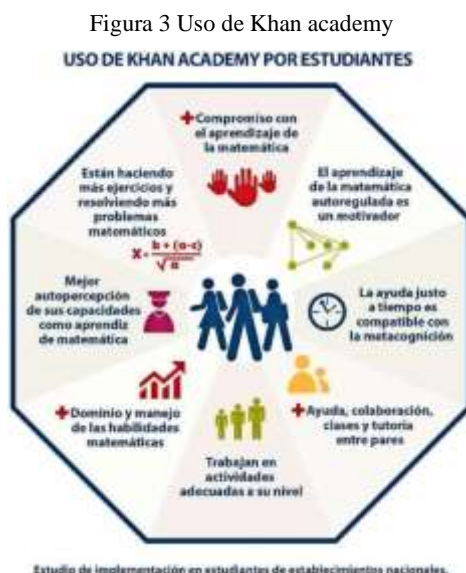 Figura 3 Uso de Khan academy
USO DE KHAN ACADEMY POR ESTUDIANTES
+Compromiso con
el aprendizaje de
la matemática
El aprendizaje
de la matemática
autoregulada es
un motivador
La ayuda justo
a tiempo es
compatible con
la metacognición
+Ayuda, colaboración,
clases y tutoria
entre pares
Trabajan en
actividades
adecuadas a su nivel
+Dominio y manejo
de las habilidades
matemáticas
Mejor
autopercepción
de sus capacidades
como aprendiz
de matemática
Están haciendo
más ejercicios y
resolviendo más
problemas
matemáticos
X= b + (a-c)
√a
Estudio de implementación en estudiantes de establecimientos nacionales.